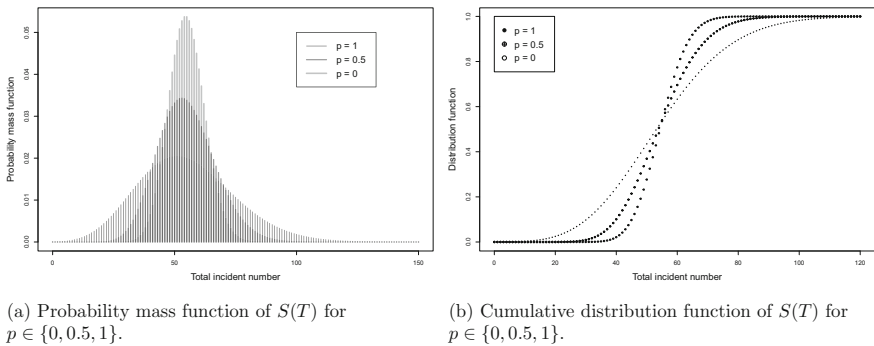 0.00
0.01
0.02
0.03
0.04
0.05
0
50
100
150
Total incident number
Probability mass function
p = 1
p = 0.5
p = 0
0.0
0.2
0.4
0.6
0.8
1.0
0
20
40
60
80
100
120
Total incident number
Distribution function
p = 1
p = 0.5
p = 0
(a) Probability mass function of S(T) for
p ∈ {0, 0.5, 1}.
(b) Cumulative distribution function of S(T) for
p ∈ {0, 0.5, 1}.